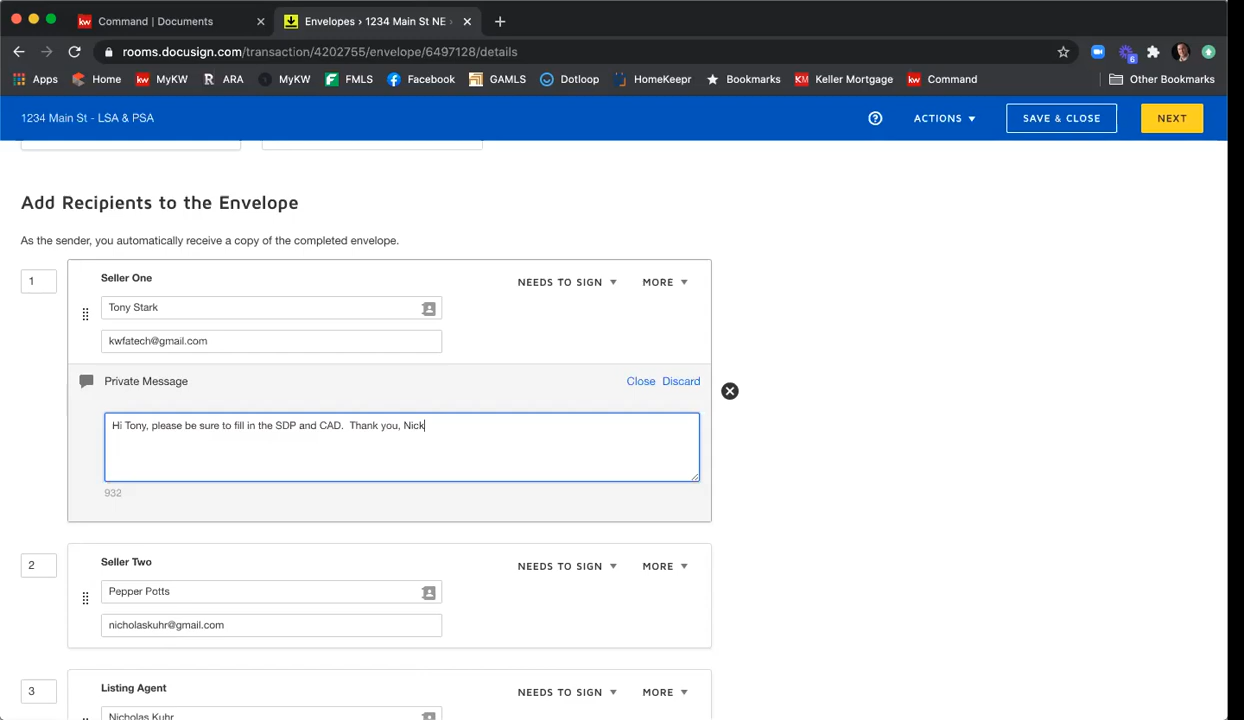 Command | Documents
Envelopes › 1234 Main St NE ›
rooms.docusign.com/transaction/4202755/envelope/6497128/details
Apps Home MyKW ARA MyKW FMLS Facebook GAMLS Dotloop HomeKeepr Bookmarks Keller Mortgage Command Other Bookmarks
1234 Main St - LSA & PSA
ACTIONS
SAVE & CLOSE
NEXT
Add Recipients to the Envelope
As the sender, you automatically receive a copy of the completed envelope.
1
Seller One
NEEDS TO SIGN
MORE
Tony Stark
kwfatech@gmail.com
Private Message
Close Discard
Hi Tony, please be sure to fill in the SDP and CAD.  Thank you, Nick
932
2
Seller Two
NEEDS TO SIGN
MORE
Pepper Potts
nicholaskuhr@gmail.com
3
Listing Agent
NEEDS TO SIGN
MORE
Nicholas Kuhr